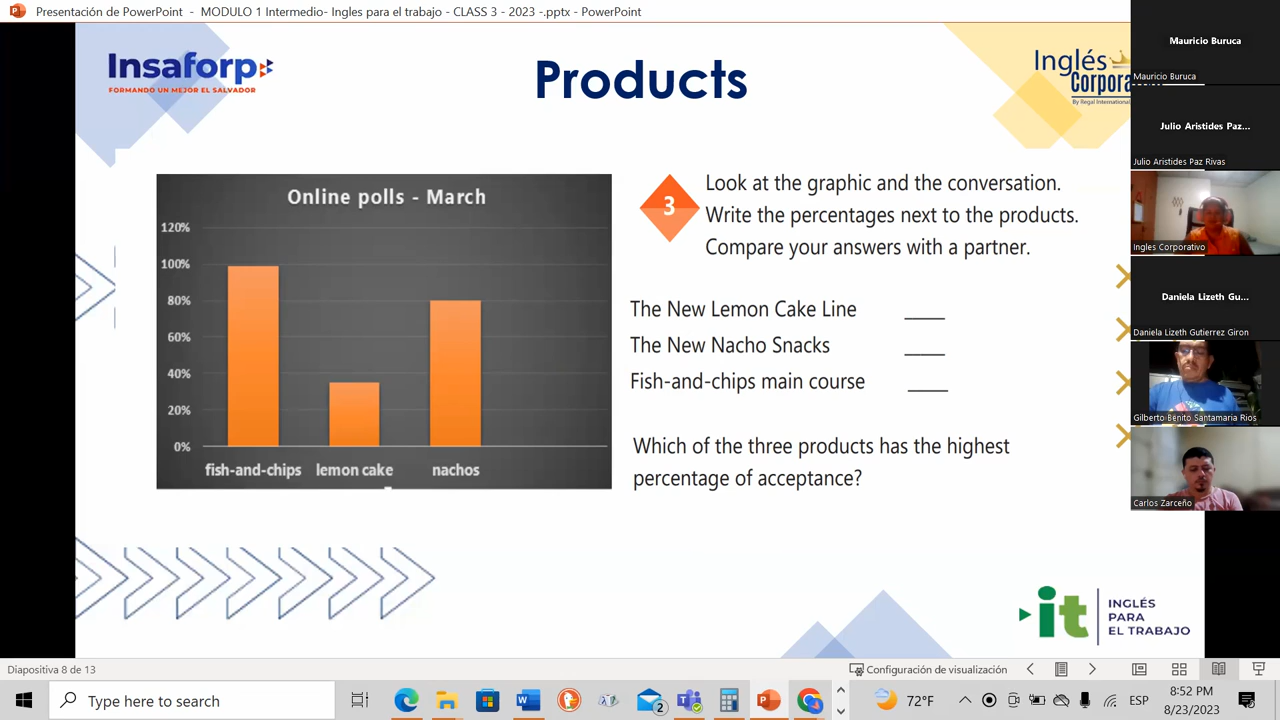 Presentación de PowerPoint - MODULO 1 Intermedio- Ingles para el trabajo - CLASS 3 - 2023 -.pptx - PowerPoint
Insaforp
FORMANDO UN MEJOR EL SALVADOR
Products
Inglés
Corpora
By Regal International
Online polls - March
120%
100%
80%
60%
40%
20%
0%
fish-and-chips lemon cake nachos
3
Look at the graphic and the conversation.
Write the percentages next to the products.
Compare your answers with a partner.
The New Lemon Cake Line ____
The New Nacho Snacks ____
Fish-and-chips main course ____
Which of the three products has the highest
percentage of acceptance?
it
INGLÉS
PARA
EL TRABAJO
Mauricio Buruca
Mauricio Buruca
Julio Aristides Paz...
Julio Aristides Paz Rivas
Ingles Corporativo
Daniela Lizeth Gu...
Daniela Lizeth Gutierrez Giron
Gilberto Benito Santamaria Rios
Carlos Zarceño
Diapositiva 8 de 13
Configuración de visualización
Type here to search
2
72°F
ESP
8:52 PM
8/23/2023